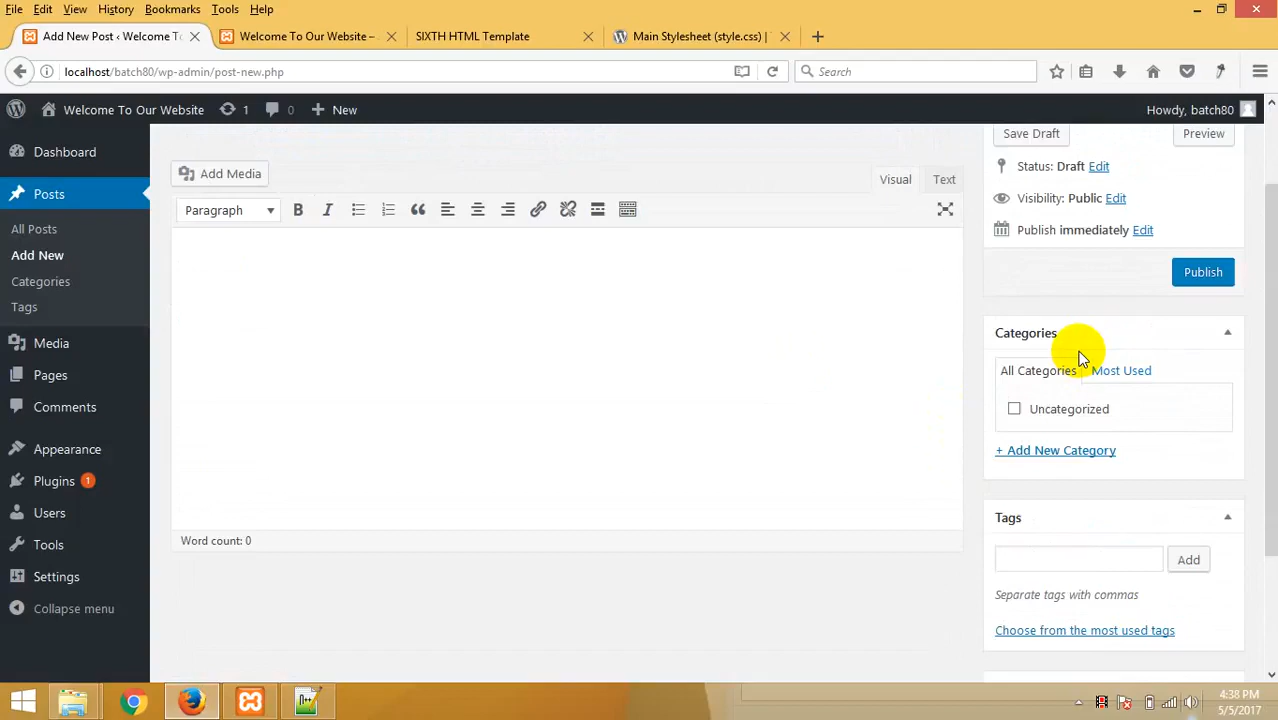 File Edit View History Bookmarks Tools Help
Add New Post ‹ Welcome T
Welcome To Our Website –
SIXTH HTML Template
Main Stylesheet (style.css) |
localhost/batch80/wp-admin/post-new.php
Search
Welcome To Our Website 1 0 New
Howdy, batch80
Dashboard
Posts
All Posts
Add New
Categories
Tags
Media
Pages
Comments
Appearance
Plugins 1
Users
Tools
Settings
Collapse menu
Add Media
Visual Text
Paragraph
Word count: 0
Save Draft Preview
Status: Draft Edit
Visibility: Public Edit
Publish immediately Edit
Publish
Categories
All Categories Most Used
Uncategorized
+ Add New Category
Tags
Add
Separate tags with commas
Choose from the most used tags
4:38 PM
5/5/2017